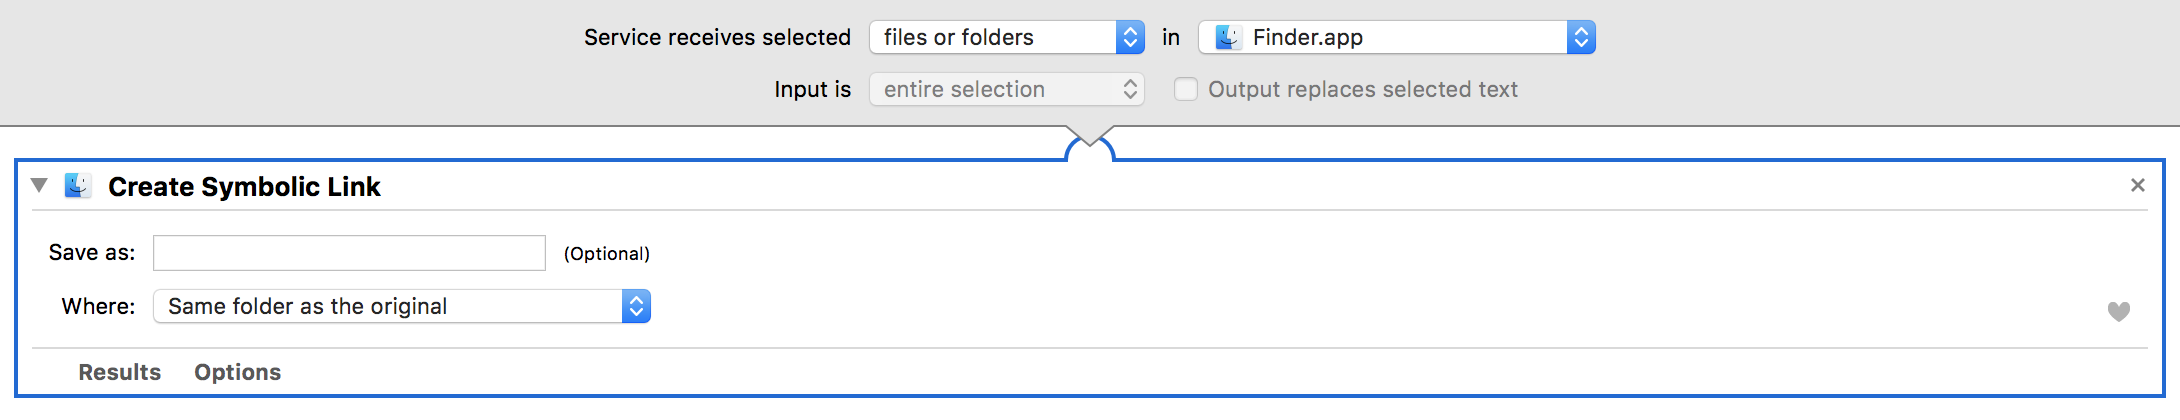 Service receives selected files or folders in Finder.app
Input is entire selection Output replaces selected text
Create Symbolic Link
Save as: (Optional)
Where: Same folder as the original
Results Options